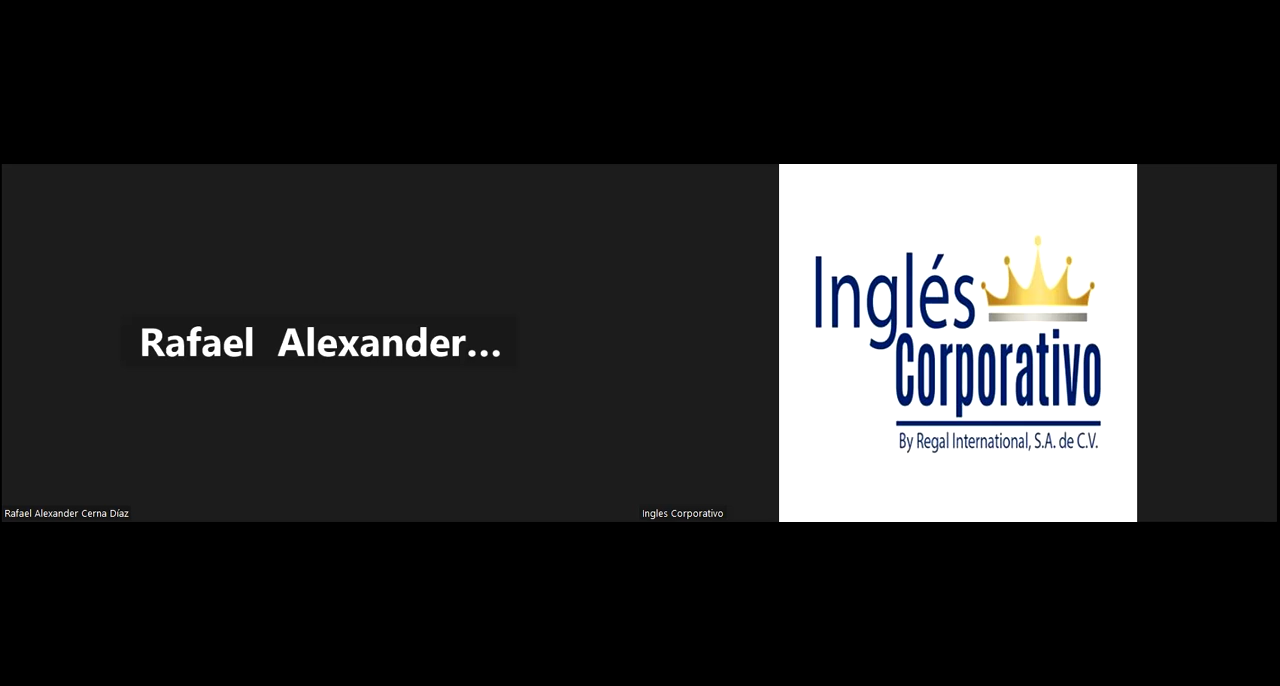 Rafael Alexander...
Rafael Alexander Cerna Díaz
Inglés
Corporativo
By Regal International, S.A. de C.V.
Ingles Corporativo